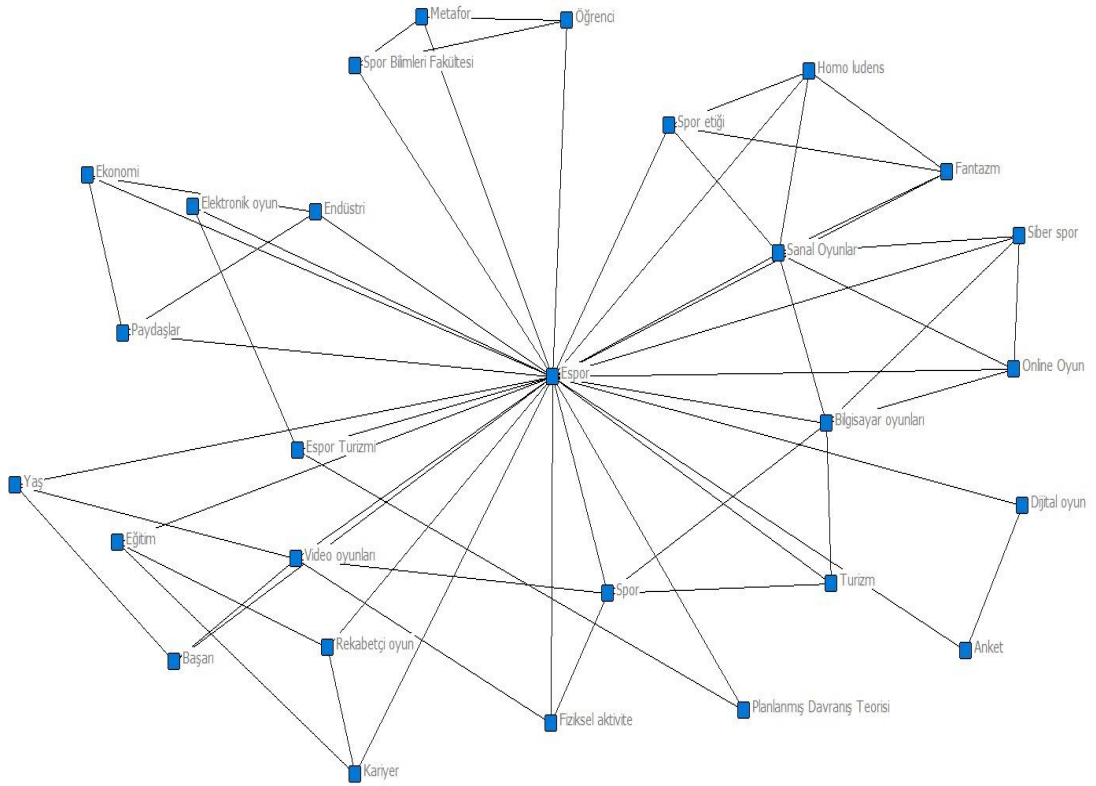 Metafor
Öğrenci
Spor Bilimleri Fakültesi
Homo ludens
Spor etiği
Ekonomi
Fantazm
Elektronik oyun
Endüstri
Siber spor
Sanal Oyunlar
Paydaşlar
Online Oyun
Espor
Bilgisayar oyunları
Espor Turizmi
Yaş
Dijital oyun
Eğitim
Video oyunları
Turizm
Spor
Rekabetçi oyun
Anket
Başarı
Planlanmış Davranış Teorisi
Fiziksel aktivite
Kariyer